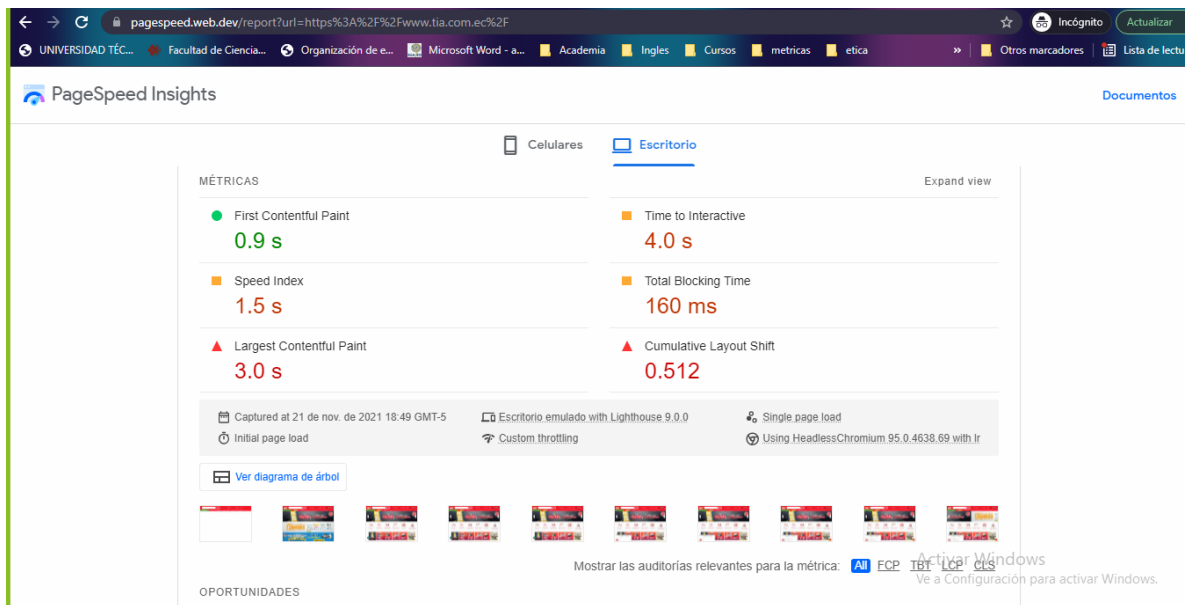 pagespeed.web.dev/report?url=https%3A%2F%2Fwww.tia.com.ec%2F
Incógnito
Actualizar
UNIVERSIDAD TÉC...
Facultad de Ciencia...
Organización de e...
Microsoft Word - a...
Academia
Ingles
Cursos
metricas
etica
»
Otros marcadores
Lista de lectu
PageSpeed Insights
Documentos
Celulares
Escritorio
MÉTRICAS
Expand view
First Contentful Paint
0.9 s
Time to Interactive
4.0 s
Speed Index
1.5 s
Total Blocking Time
160 ms
Largest Contentful Paint
3.0 s
Cumulative Layout Shift
0.512
Captured at 21 de nov. de 2021 18:49 GMT-5
Escritorio emulado with Lighthouse 9.0.0
Single page load
Initial page load
Custom throttling
Using HeadlessChromium 95.0.4638.69 with lr
Ver diagrama de árbol
Mostrar las auditorías relevantes para la métrica: All FCP TBT LCP CLS
Activar Windows
Ve a Configuración para activar Windows.
OPORTUNIDADES